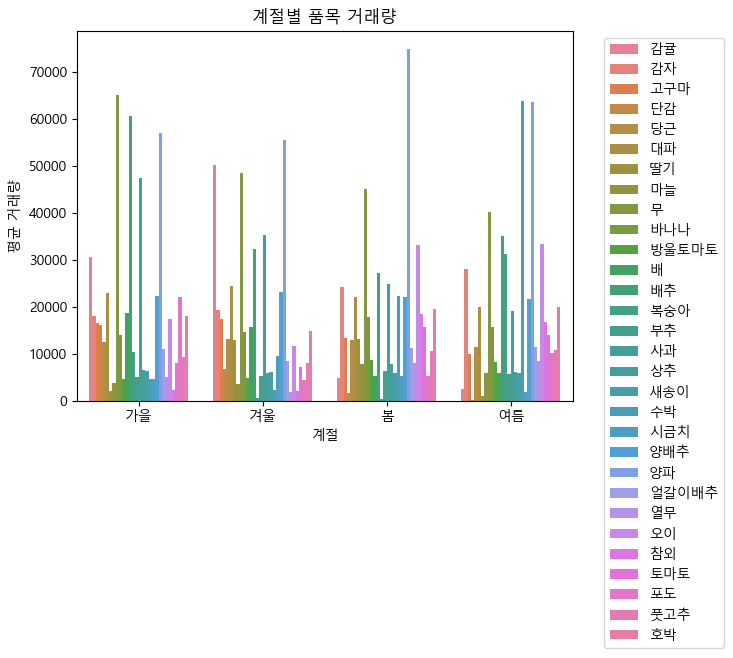 계절별 품목 거래량
평균 거래량
70000
60000
50000
40000
30000
20000
10000
0
가을
겨울
봄
여름
계절
감귤
감자
고구마
단감
당근
대파
딸기
마늘
무
바나나
방울토마토
배
배추
복숭아
부추
사과
상추
새송이
수박
시금치
양배추
양파
얼갈이배추
열무
오이
참외
토마토
포도
풋고추
호박